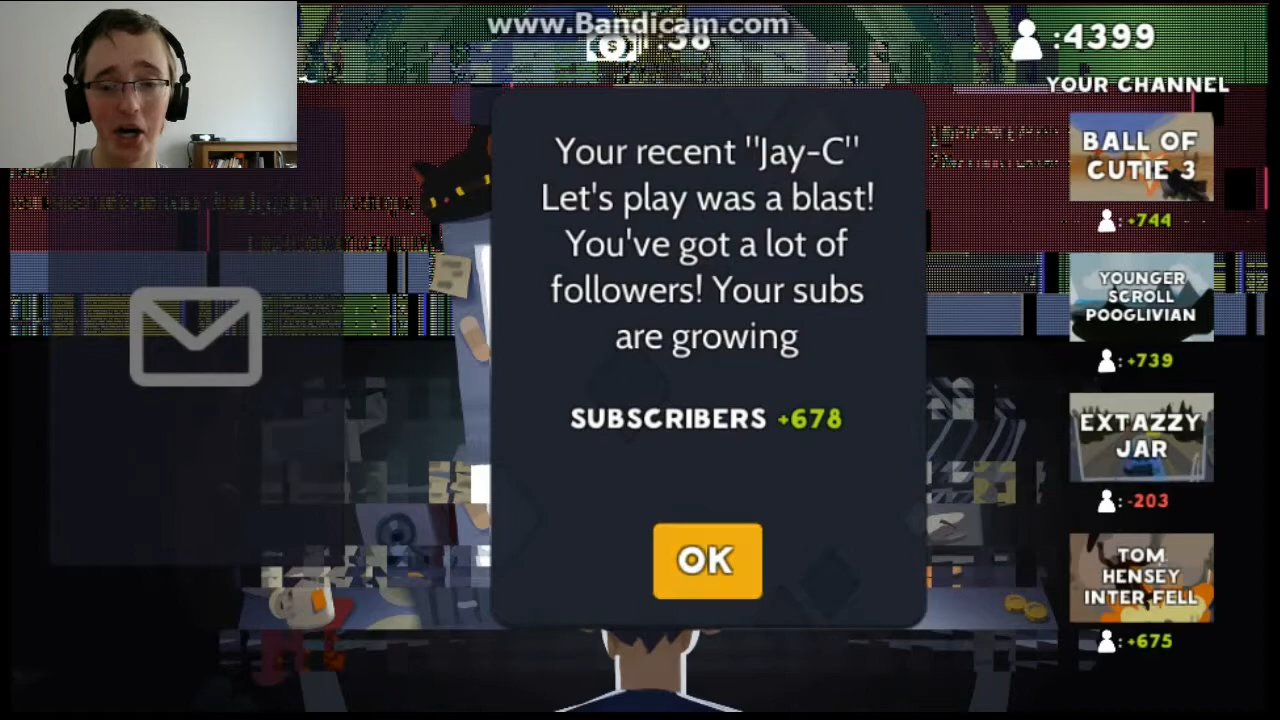 www.Bandicam.com
:38
:4399
YOUR CHANNEL
BALL OF
CUTIE 3
: +744
YOUNGER
SCROLL
POOGLIVIAN
: +739
EXTAZZY
JAR
: -203
TOM
HENSEY
INTER FELL
: +675
Your recent "Jay-C"
Let's play was a blast!
You've got a lot of
followers! Your subs
are growing
SUBSCRIBERS +678
OK